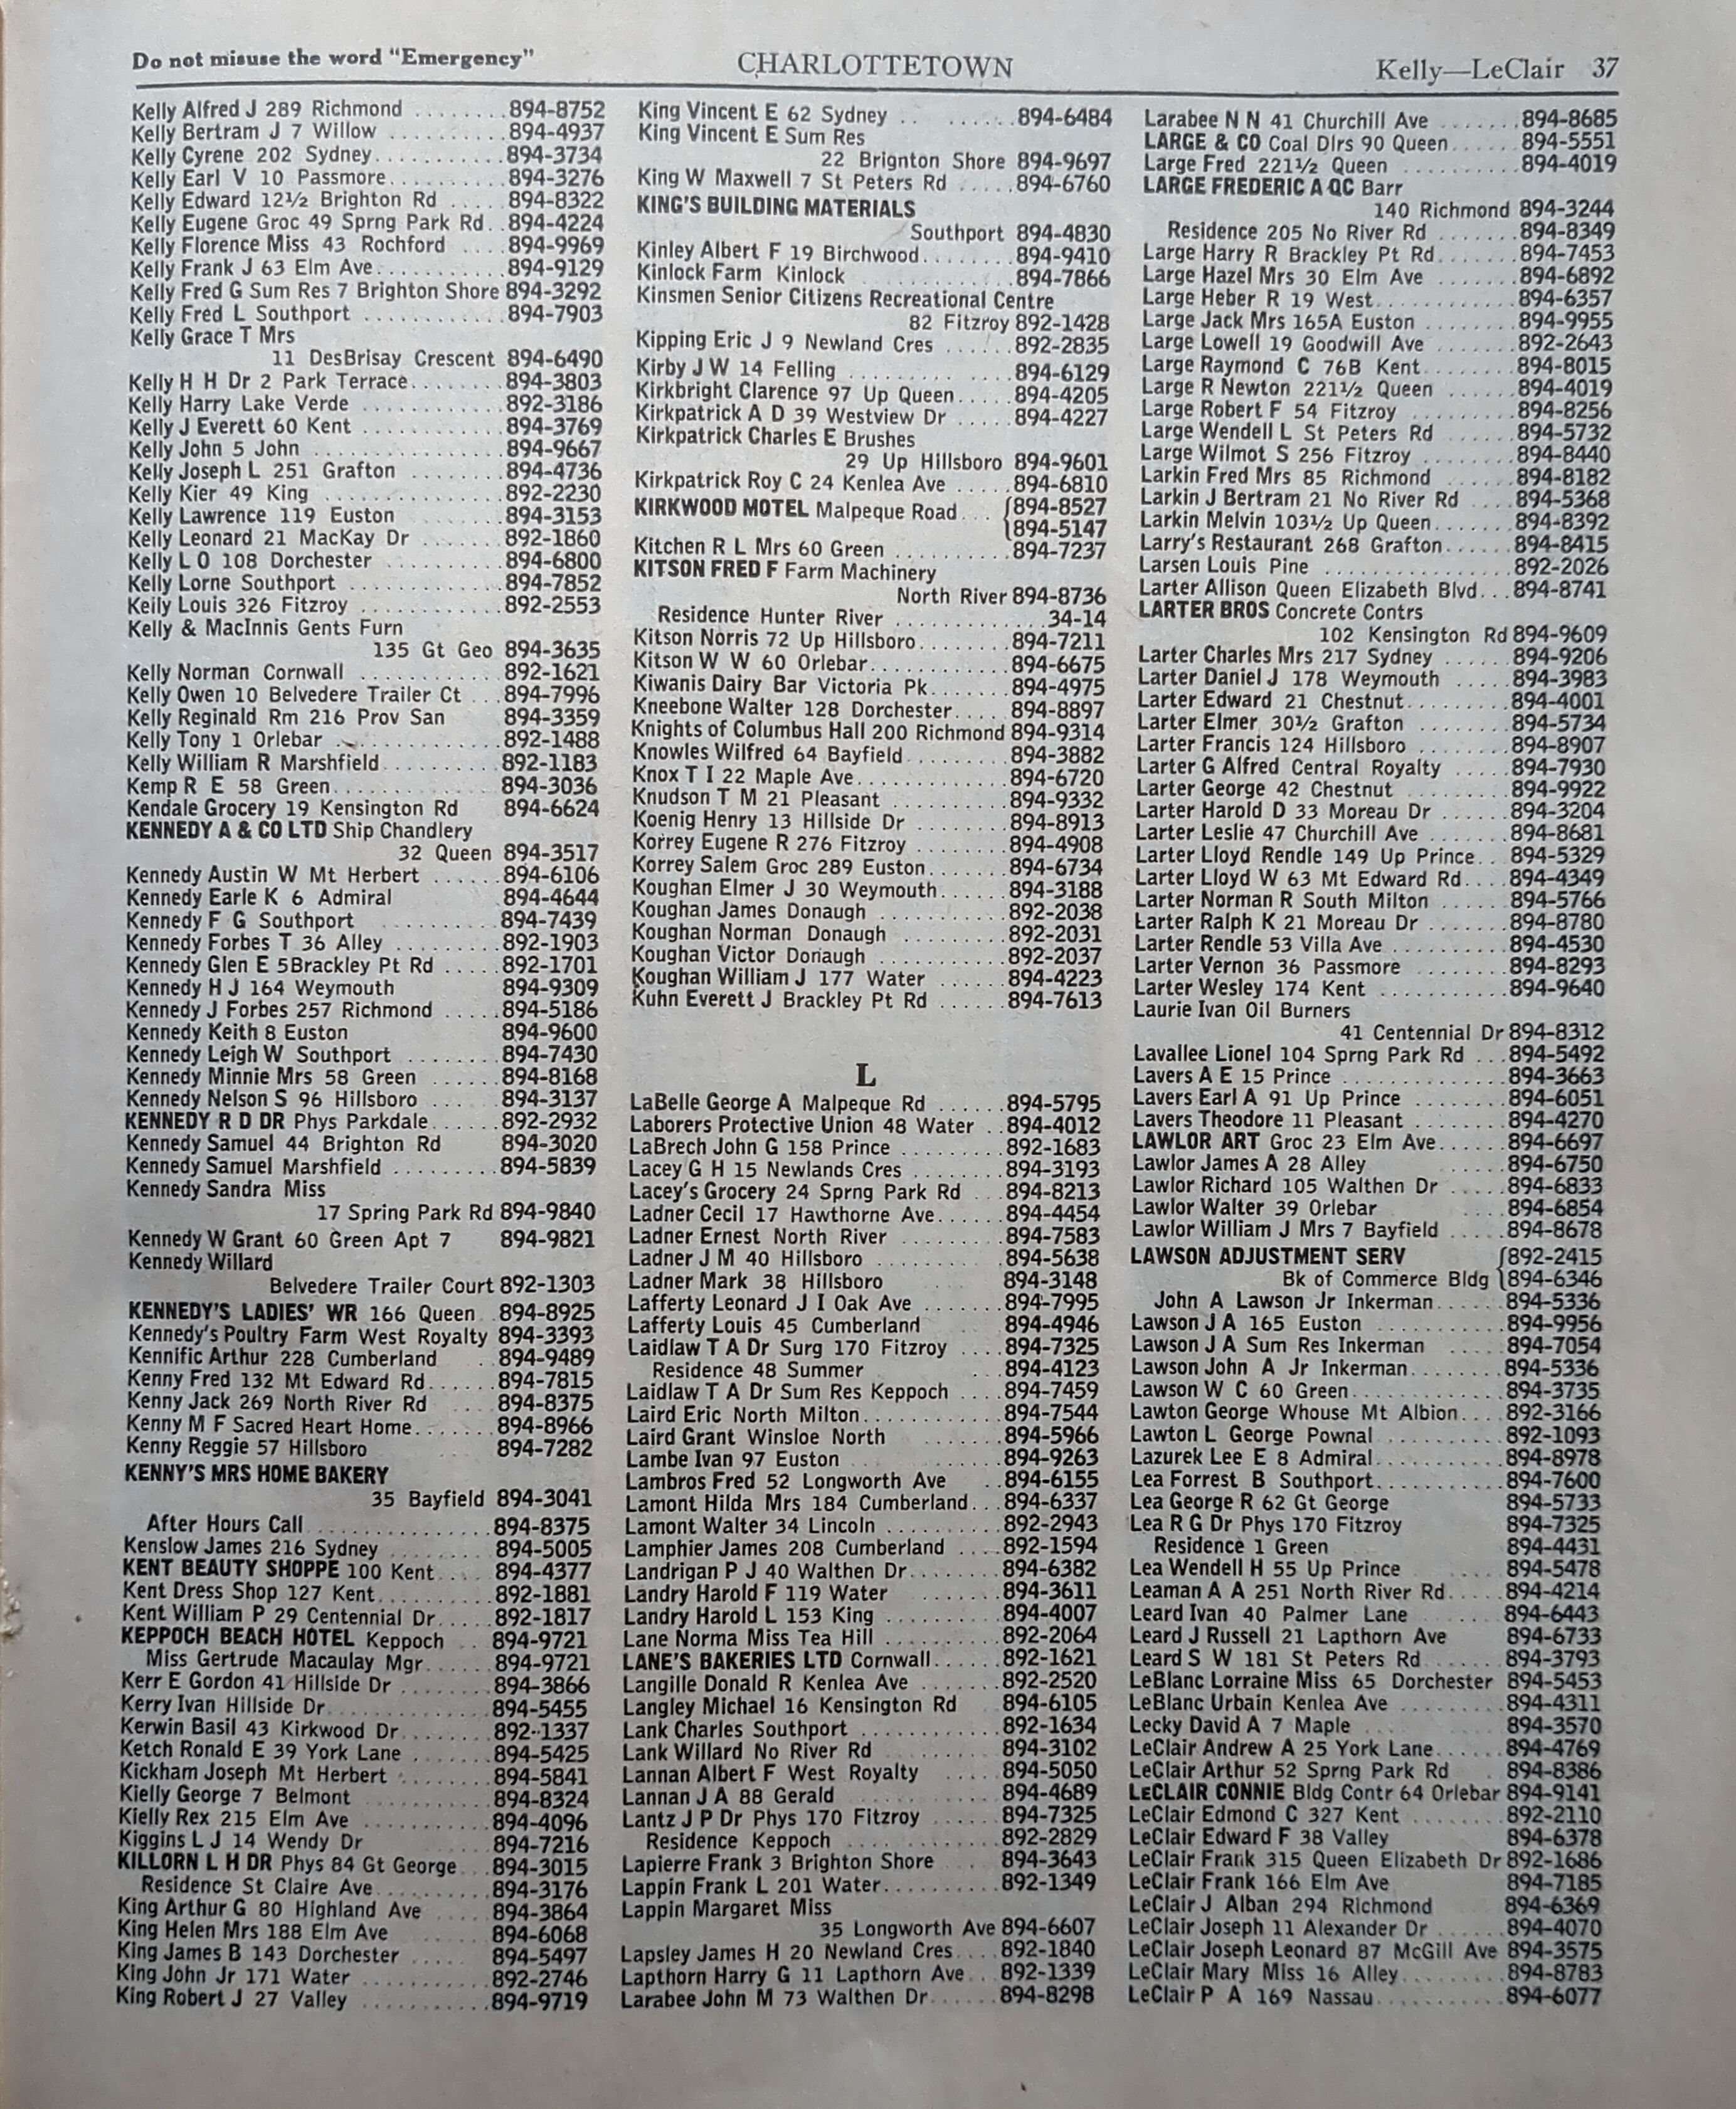 Do not misuse the word "Emergency"
CHARLOTTETOWN
Kelly—LeClair 37
Kelly Alfred J 289 Richmond ........894-8752
Kelly Bertram J 7 Willow ..........894-4937
Kelly Cyrene 202 Sydney...........894-3734
Kelly Earl V 10 Passmore..........894-3276
Kelly Edward 12½ Brighton Rd .....894-8322
Kelly Eugene Groc 49 Sprng Park Rd..894-4224
Kelly Florence Miss 43 Rochford ....894-9969
Kelly Frank J 63 Elm Ave...........894-9129
Kelly Fred G Sum Res 7 Brighton Shore 894-3292
Kelly Fred L Southport ............894-7903
Kelly Grace T Mrs
11 DesBrisay Crescent 894-6490
Kelly H H Dr 2 Park Terrace........894-3803
Kelly Harry Lake Verde ............892-3186
Kelly J Everett 60 Kent ............894-3769
Kelly John 5 John ................894-9667
Kelly Joseph L 251 Grafton ........894-4736
Kelly Kier 49 King ...............892-2230
Kelly Lawrence 119 Euston .........894-3153
Kelly Leonard 21 MacKay Dr .......892-1860
Kelly L O 108 Dorchester ..........894-6800
Kelly Lorne Southport ............894-7852
Kelly Louis 326 Fitzroy ............892-2553
Kelly & MacInnis Gents Furn
135 Gt Geo 894-3635
Kelly Norman Cornwall ............892-1621
Kelly Owen 10 Belvedere Trailer Ct ...894-7996
Kelly Reginald Rm 216 Prov San 894-3359
Kelly Tony 1 Orlebar ..............892-1488
Kelly William R Marshfield..........892-1183
Kemp R E 58 Green...............894-3036
Kendale Grocery 19 Kensington Rd 894-6624
KENNEDY A & CO LTD Ship Chandlery
32 Queen 894-3517
Kennedy Austin W Mt Herbert ......894-6106
Kennedy Earle K 6 Admiral 894-4644
Kennedy F G Southport ............894-7439
Kennedy Forbes T 36 Alley .........892-1903
Kennedy Glen E 5Brackley Pt Rd .....892-1701
Kennedy H J 164 Weymouth 894-9309
Kennedy J Forbes 257 Richmond .....894-5186
Kennedy Keith 8 Euston 894-9600
Kennedy Leigh W Southport ........894-7430
Kennedy Minnie Mrs 58 Green ......894-8168
Kennedy Nelson S 96 Hillsboro ......894-3137
KENNEDY R D DR Phys Parkdale......892-2932
Kennedy Samuel 44 Brighton Rd 894-3020
Kennedy Samuel Marshfield .........894-5839
Kennedy Sandra Miss
17 Spring Park Rd 894-9840
Kennedy W Grant 60 Green Apt 7 894-9821
Kennedy Willard
Belvedere Trailer Court 892-1303
KENNEDY'S LADIES' WR 166 Queen ..894-8925
Kennedy's Poultry Farm West Royalty 894-3393
Kennific Arthur 228 Cumberland ..894-9489
Kenny Fred 132 Mt Edward Rd......894-7815
Kenny Jack 269 North River Rd ....894-8375
Kenny M F Sacred Heart Home.......894-8966
Kenny Reggie 57 Hillsboro 894-7282
KENNY'S MRS HOME BAKERY
35 Bayfield 894-3041
After Hours Call ................894-8375
Kenslow James 216 Sydney ........894-5005
KENT BEAUTY SHOPPE 100 Kent....894-4377
Kent Dress Shop 127 Kent..........892-1881
Kent William P 29 Centennial Dr.....892-1817
KEPPOCH BEACH HOTEL Keppoch ..894-9721
Miss Gertrude Macaulay Mgr......894-9721
Kerr E Gordon 41 Hillside Dr ........894-3866
Kerry Ivan Hillside Dr..............894-5455
Kerwin Basil 43 Kirkwood Dr........892-1337
Ketch Ronald E 39 York Lane .......894-5425
Kickham Joseph Mt Herbert ........894-5841
Kielly George 7 Belmont ...........894-8324
Kielly Rex 215 Elm Ave ............894-4096
Kiggins L J 14 Wendy Dr ..........894-7216
KILLORN L H DR Phys 84 Gt George ...894-3015
Residence St Claire Ave...........894-3176
King Arthur G 80 Highland Ave .....894-3864
King Helen Mrs 188 Elm Ave .......894-6068
King James B 143 Dorchester .....894-5497
King John Jr 171 Water ...........892-2746
King Robert J 27 Valley ...........894-9719
King Vincent E 62 Sydney .. ......894-6484
King Vincent E Sum Res
22 Brignton Shore 894-9697
King W Maxwell 7 St Peters Rd .....894-6760
KING'S BUILDING MATERIALS
Southport 894-4830
Kinley Albert F 19 Birchwood........894-9410
Kinlock Farm Kinlock .............894-7866
Kinsmen Senior Citizens Recreational Centre
82 Fitzroy 892-1428
Kipping Eric J 9 Newland Cres ......892-2835
Kirby J W 14 Felling ..............894-6129
Kirkbright Clarence 97 Up Queen.....894-4205
Kirkpatrick A D 39 Westview Dr .....894-4227
Kirkpatrick Charles E Brushes
29 Up Hillsboro 894-9601
Kirkpatrick Roy C 24 Kenlea Ave .....894-6810
KIRKWOOD MOTEL Malpeque Road... {894-8527
{894-5147
Kitchen R L Mrs 60 Green ..........894-7237
KITSON FRED F Farm Machinery
North River 894-8736
Residence Hunter River .............34-14
Kitson Norris 72 Up Hillsboro........894-7211
Kitson W W 60 Orlebar............894-6675
Kiwanis Dairy Bar Victoria Pk.......894-4975
Kneebone Walter 128 Dorchester.....894-8897
Knights of Columbus Hall 200 Richmond 894-9314
Knowles Wilfred 64 Bayfield.........894-3882
Knox T I 22 Maple Ave.............894-6720
Knudson T M 21 Pleasant ..........894-9332
Koenig Henry 13 Hillside Dr ........894-8913
Korrey Eugene R 276 Fitzroy ........894-4908
Korrey Salem Groc 289 Euston.......894-6734
Koughan Elmer J 30 Weymouth......894-3188
Koughan James Donaugh ...........892-2038
Koughan Norman Donaugh .........892-2031
Koughan Victor Donaugh ...........892-2037
Koughan William J 177 Water ......894-4223
Kuhn Everett J Brackley Pt Rd ......894-7613
L
LaBelle George A Malpeque Rd ......894-5795
Laborers Protective Union 48 Water ..894-4012
LaBrech John G 158 Prince .........892-1683
Lacey G H 15 Newlands Cres ........894-3193
Lacey's Grocery 24 Sprng Park Rd ...894-8213
Ladner Cecil 17 Hawthorne Ave......894-4454
Ladner Ernest North River .........894-7583
Ladner J M 40 Hillsboro ...........894-5638
Ladner Mark 38 Hillsboro 894-3148
Lafferty Leonard J I Oak Ave .......894-7995
Lafferty Louis 45 Cumberland 894-4946
Laidlaw T A Dr Surg 170 Fitzroy ....894-7325
Residence 48 Summer ...894-4123
Laidlaw T A Dr Sum Res Keppoch ....894-7459
Laird Eric North Milton............894-7544
Laird Grant Winsloe North .......894-5966
Lambe Ivan 97 Euston ............894-9263
Lambros Fred 52 Longworth Ave 894-6155
Lamont Hilda Mrs 184 Cumberland...894-6337
Lamont Walter 34 Lincoln ..........892-2943
Lamphier James 208 Cumberland ....892-1594
Landrigan P J 40 Walthen Dr........894-6382
Landry Harold F 119 Water .........894-3611
Landry Harold L 153 King ..........894-4007
Lane Norma Miss Tea Hill ..........892-2064
LANE'S BAKERIES LTD Cornwall......892-1621
Langille Donald R Kenlea Ave .......892-2520
Langley Michael 16 Kensington Rd 894-6105
Lank Charles Southport ............892-1634
Lank Willard No River Rd ........894-3102
Lannan Albert F West Royalty .....894-5050
Lannan J A 88 Gerald ............894-4689
Lantz J P Dr Phys 170 Fitzroy ......894-7325
Residence Keppoch ............892-2829
Lapierre Frank 3 Brighton Shore ....894-3643
Lappin Frank L 201 Water..........892-1349
Lappin Margaret Miss
35 Longworth Ave 894-6607
Lapsley James H 20 Newland Cres....892-1840
Lapthorn Harry G 11 Lapthorn Ave...892-1339
Larabee John M 73 Walthen Dr......894-8298
Larabee N N 41 Churchill Ave .......894-8685
LARGE & CO Coal Dlrs 90 Queen......894-5551
Large Fred 221½ Queen ..........894-4019
LARGE FREDERIC A QC Barr
140 Richmond 894-3244
Residence 205 No River Rd .......894-8349
Large Harry R Brackley Pt Rd.......894-7453
Large Hazel Mrs 30 Elm Ave .......894-6892
Large Heber R 19 West............894-6357
Large Jack Mrs 165A Euston ........894-9955
Large Lowell 19 Goodwill Ave .......892-2643
Large Raymond C 76B Kent........894-8015
Large R Newton 221½ Queen .......894-4019
Large Robert F 54 Fitzroy .........894-8256
Large Wendell L St Peters Rd ......894-5732
Large Wilmot S 256 Fitzroy ........894-8440
Larkin Fred Mrs 85 Richmond ......894-8182
Larkin J Bertram 21 No River Rd ....894-5368
Larkin Melvin 103½ Up Queen.......894-8392
Larry's Restaurant 268 Grafton......894-8415
Larsen Louis Pine ................892-2026
Larter Allison Queen Elizabeth Blvd...894-8741
LARTER BROS Concrete Contrs
102 Kensington Rd 894-9609
Larter Charles Mrs 217 Sydney ......894-9206
Larter Daniel J 178 Weymouth .....894-3983
Larter Edward 21 Chestnut.........894-4001
Larter Elmer 30½ Grafton ........894-5734
Larter Francis 124 Hillsboro ........894-8907
Larter G Alfred Central Royalty .....894-7930
Larter George 42 Chestnut .........894-9922
Larter Harold D 33 Moreau Dr ......894-3204
Larter Leslie 47 Churchill Ave .......894-8681
Larter Lloyd Rendle 149 Up Prince...894-5329
Larter Lloyd W 63 Mt Edward Rd....894-4349
Larter Norman R South Milton ......894-5766
Larter Ralph K 21 Moreau Dr .......894-8780
Larter Rendle 53 Villa Ave ..........894-4530
Larter Vernon 36 Passmore ........894-8293
Larter Wesley 174 Kent ...........894-9640
Laurie Ivan Oil Burners
41 Centennial Dr 894-8312
Lavallee Lionel 104 Sprng Park Rd ...894-5492
Lavers A E 15 Prince ..............894-3663
Lavers Earl A 91 Up Prince ........894-6051
Lavers Theodore 11 Pleasant ........894-4270
LAWLOR ART Groc 23 Elm Ave......894-6697
Lawlor James A 28 Alley .....894-6750
Lawlor Richard 105 Walthen Dr .....894-6833
Lawlor Walter 39 Orlebar ....894-6854
Lawlor William J Mrs 7 Bayfield .....894-8678
LAWSON ADJUSTMENT SERV {892-2415
Bk of Commerce Bldg {894-6346
John A Lawson Jr Inkerman.......894-5336
Lawson J A 165 Euston ...........894-9956
Lawson J A Sum Res Inkerman .....894-7054
Lawson John A Jr Inkerman........894-5336
Lawson W C 60 Green.............894-3735
Lawton George Whouse Mt Albion....892-3166
Lawton L George Pownal ..........892-1093
Lazurek Lee E 8 Admiral...........894-8978
Lea Forrest B Southport...........894-7600
Lea George R 62 Gt George 894-5733
Lea R G Dr Phys 170 Fitzroy 894-7325
Residence 1 Green 894-4431
Lea Wendell H 55 Up Prince ....894-5478
Leaman A A 251 North River Rd.....894-4214
Leard Ivan 40 Palmer Lane ......894-6443
Leard J Russell 21 Lapthorn Ave 894-6733
Leard S W 181 St Peters Rd .......894-3793
LeBlanc Lorraine Miss 65 Dorchester 894-5453
LeBlanc Urbain Kenlea Ave .........894-4311
Lecky David A 7 Maple ....894-3570
LeClair Andrew A 25 York Lane......894-4769
LeClair Arthur 52 Sprng Park Rd .894-8386
LECLAIR CONNIE Bldg Contr 64 Orlebar 894-9141
LeClair Edmond C 327 Kent ........892-2110
LeClair Edward F 38 Valley 894-6378
LeClair Frank 315 Queen Elizabeth Dr 892-1686
LeClair Frank 166 Elm Ave 894-7185
LeClair J Alban 294 Richmond 894-6369
LeClair Joseph 11 Alexander Dr ......894-4070
LeClair Joseph Leonard 87 McGill Ave 894-3575
LeClair Mary Miss 16 Alley.........894-8783
LeClair P A 169 Nassau...........894-6077